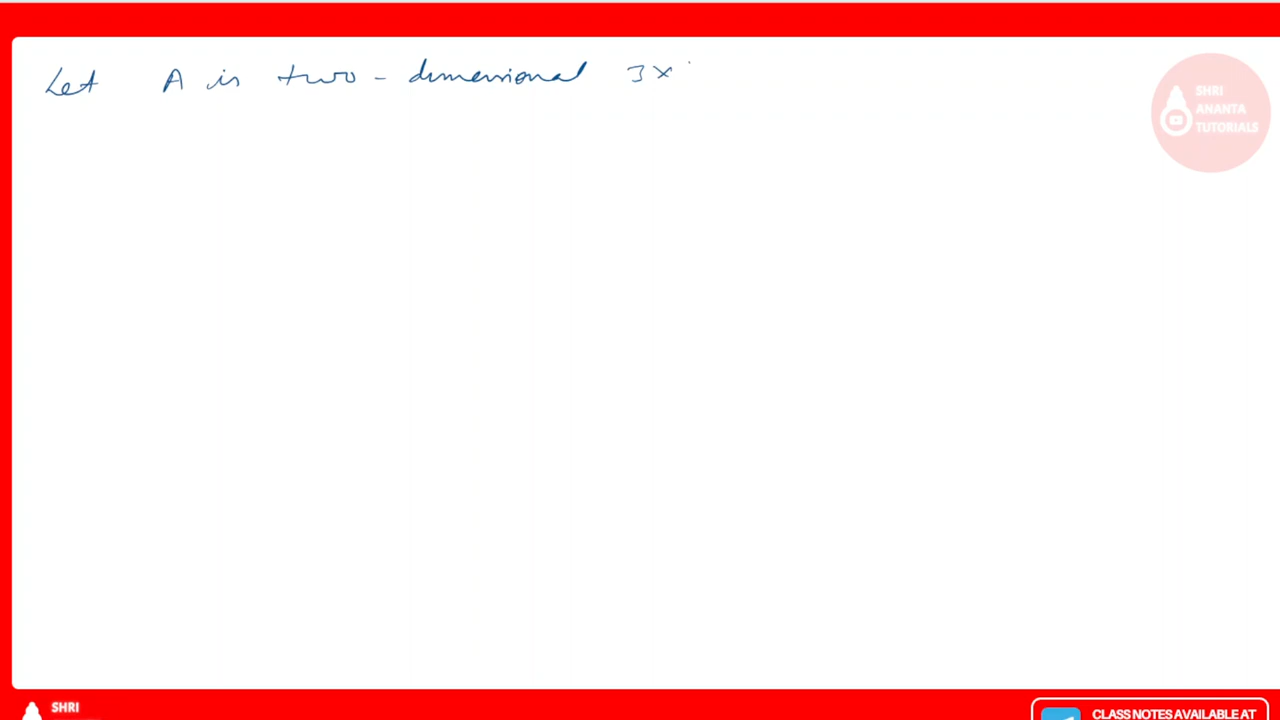 Let A is two - dimensional 3x
SHRI
ANANTA
TUTORIALS
SHRI
CLASS NOTES AVAILABLE AT